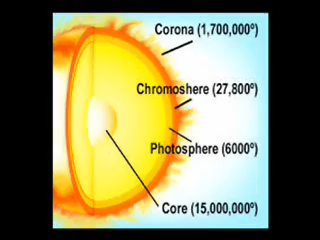 Corona (1,700,000º)
Chromoshere (27,800º)
Photosphere (6000º)
Core (15,000,000º)